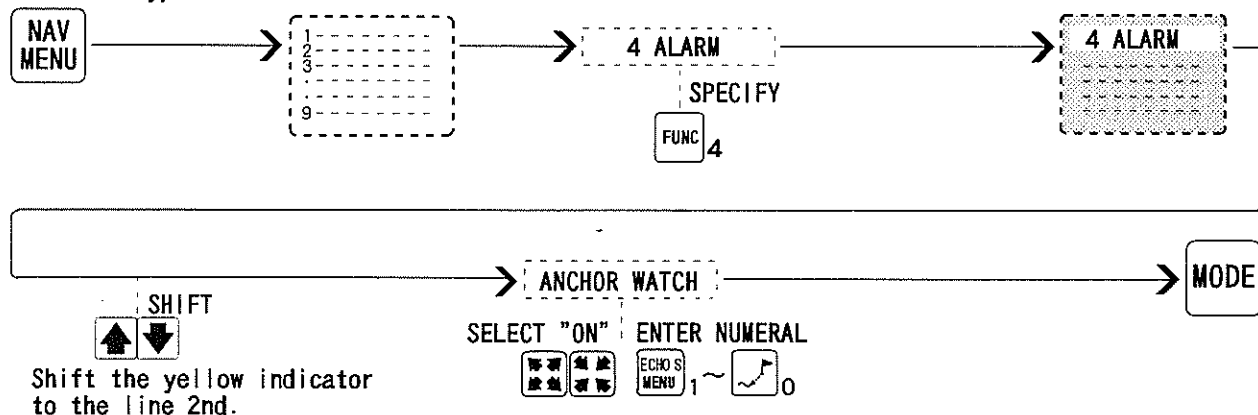 NAV
MENU
1
2
3
9
4 ALARM
SPECIFY
FUNC 4
4 ALARM
SHIFT
Shift the yellow indicator
to the line 2nd.
ANCHOR WATCH
SELECT "ON"
ENTER NUMERAL
ECHO S
MENU 1 ~ 0
MODE